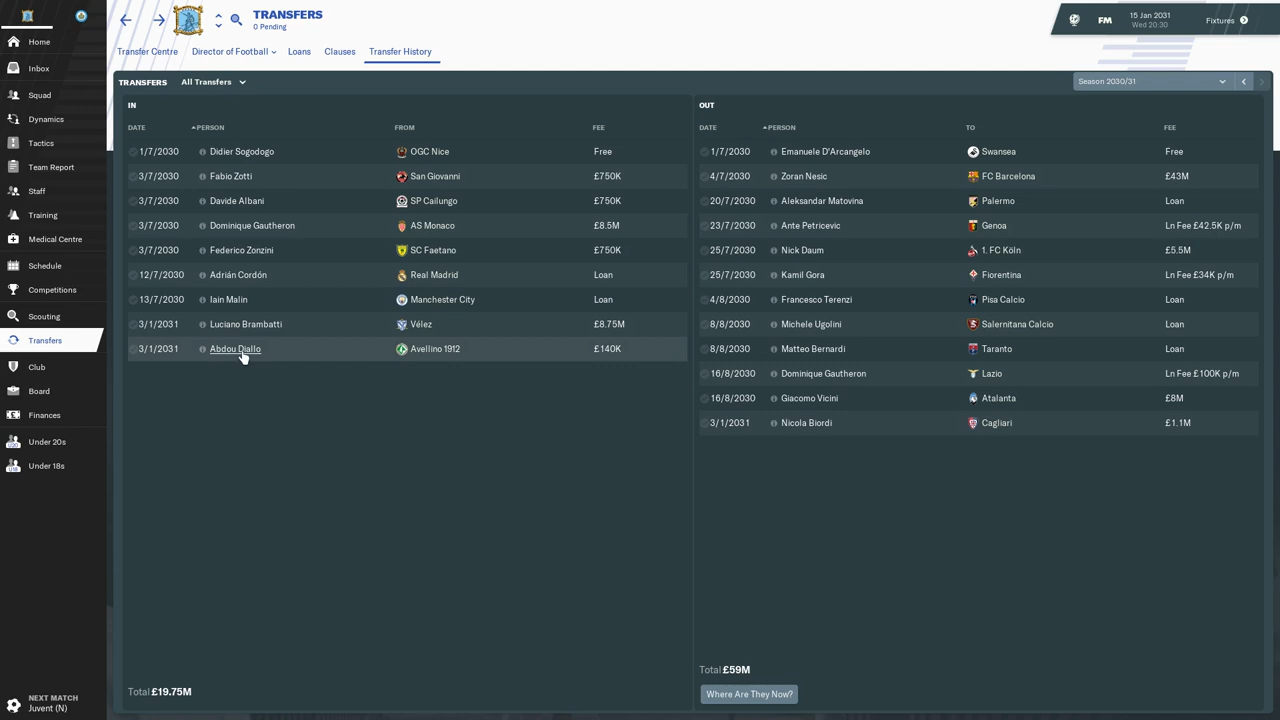 TRANSFERS
0 Pending
15 Jan 2031
Wed 20:30
FM
Fixtures
Home
Inbox
Squad
Dynamics
Tactics
Team Report
Staff
Training
Medical Centre
Schedule
Competitions
Scouting
Transfers
Club
Board
Finances
Under 20s
Under 18s
NEXT MATCH
Juvent (N)
Transfer Centre Director of Football Loans Clauses Transfer History
TRANSFERS All Transfers Season 2030/31
IN
DATE PERSON FROM FEE
1/7/2030 Didier Sogodogo OGC Nice Free
3/7/2030 Fabio Zotti San Giovanni £750K
3/7/2030 Davide Albani SP Cailungo £750K
3/7/2030 Dominique Gautheron AS Monaco £8.5M
3/7/2030 Federico Zonzini SC Faetano £750K
12/7/2030 Adrián Cordón Real Madrid Loan
13/7/2030 Iain Malin Manchester City Loan
3/1/2031 Luciano Brambatti Vélez £8.75M
3/1/2031 Abdou Diallo Avellino 1912 £140K
Total £19.75M
OUT
DATE PERSON TO FEE
1/7/2030 Emanuele D'Arcangelo Swansea Free
4/7/2030 Zoran Nesic FC Barcelona £43M
20/7/2030 Aleksandar Matovina Palermo Loan
23/7/2030 Ante Petricevic Genoa Ln Fee £42.5K p/m
25/7/2030 Nick Daum 1. FC Köln £5.5M
25/7/2030 Kamil Gora Fiorentina Ln Fee £34K p/m
4/8/2030 Francesco Terenzi Pisa Calcio Loan
8/8/2030 Michele Ugolini Salernitana Calcio Loan
8/8/2030 Matteo Bernardi Taranto Loan
16/8/2030 Dominique Gautheron Lazio Ln Fee £100K p/m
16/8/2030 Giacomo Vicini Atalanta £8M
3/1/2031 Nicola Biordi Cagliari £1.1M
Total £59M
Where Are They Now?